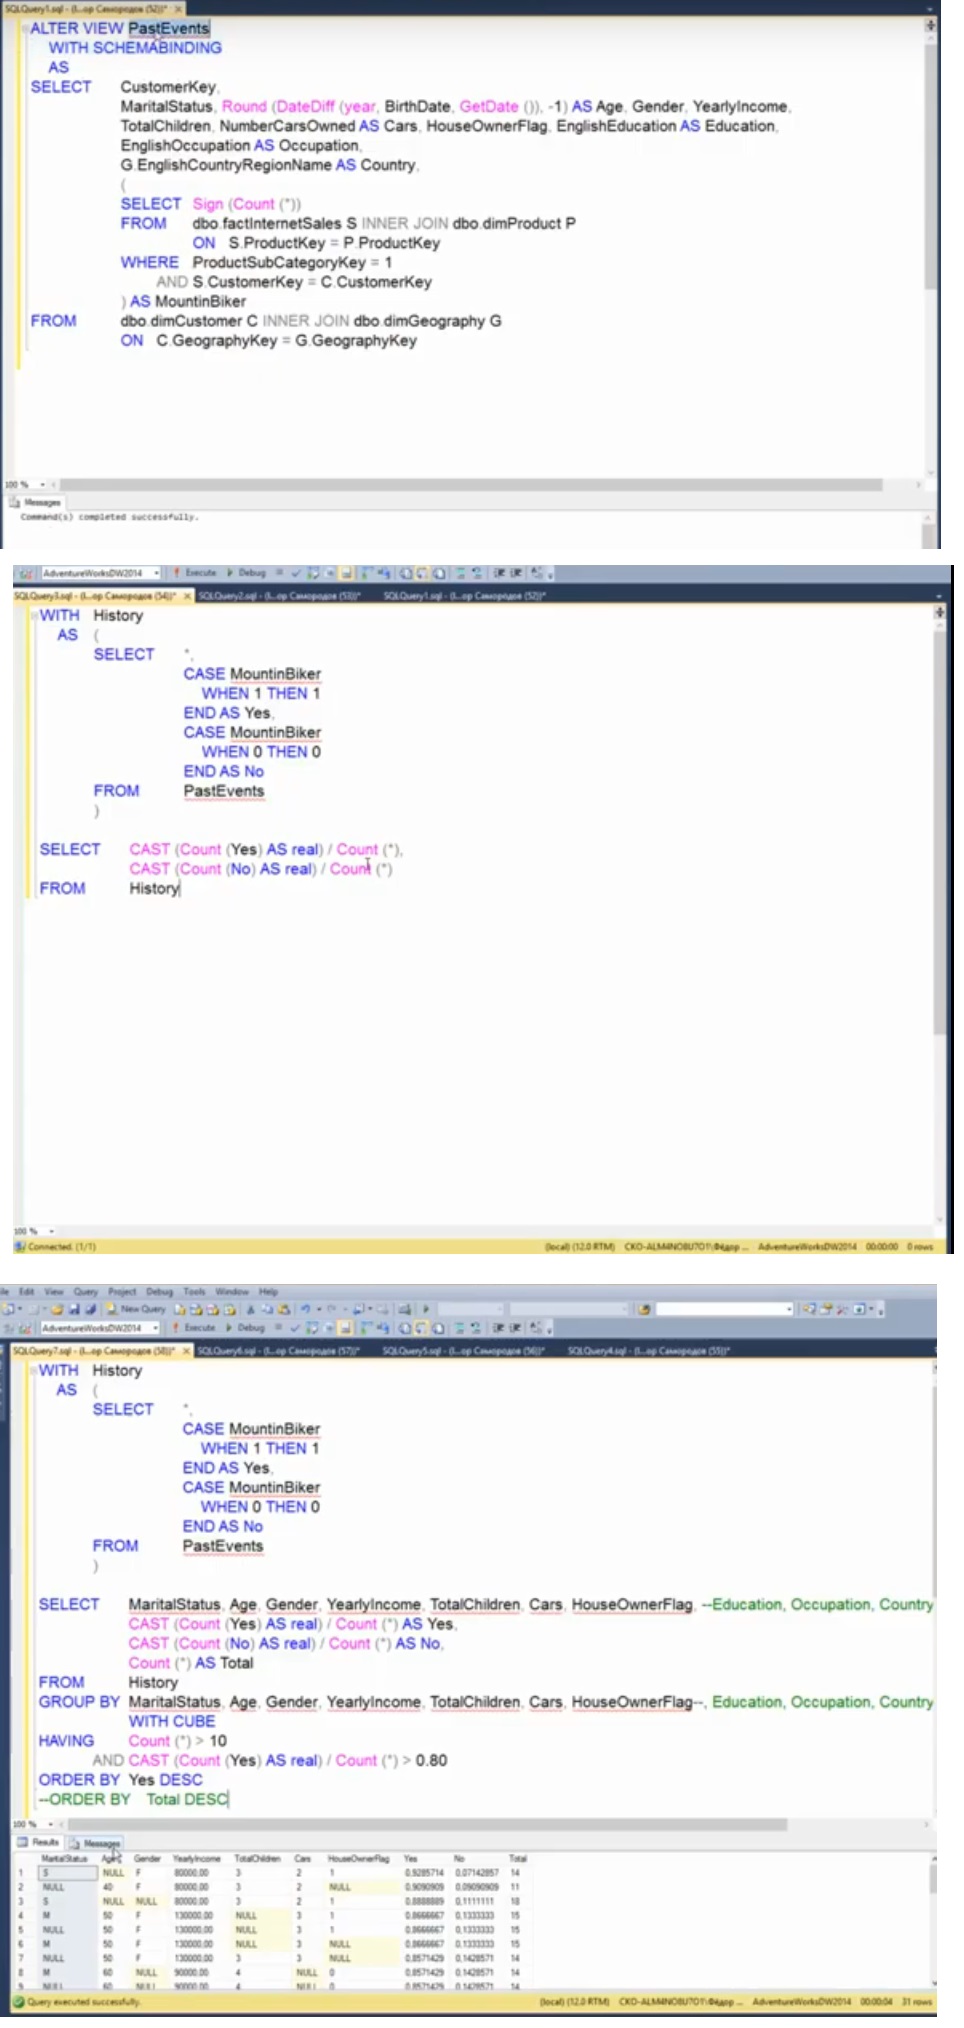 SQLQuery1.sql - (l...ор Самородов (52))* ×
ALTER VIEW PastEvents
WITH SCHEMABINDING
AS
SELECT CustomerKey,
MaritalStatus, Round (DateDiff (year, BirthDate, GetDate ()), -1) AS Age, Gender, YearlyIncome,
TotalChildren, NumberCarsOwned AS Cars, HouseOwnerFlag, EnglishEducation AS Education,
EnglishOccupation AS Occupation,
G.EnglishCountryRegionName AS Country,
(
SELECT Sign (Count (*))
FROM dbo.factInternetSales S INNER JOIN dbo.dimProduct P
ON S.ProductKey = P.ProductKey
WHERE ProductSubCategoryKey = 1
AND S.CustomerKey = C.CustomerKey
) AS MountinBiker
FROM dbo.dimCustomer C INNER JOIN dbo.dimGeography G
ON C.GeographyKey = G.GeographyKey
100 %
Messages
Command(s) completed successfully.
AdventureWorksDW2014 Execute Debug
SQLQuery3.sql - (l...ор Самородов (54))* × SQLQuery2.sql - (l...ор Самородов (53))* SQLQuery1.sql - (l...ор Самородов (52))*
WITH History
AS (
SELECT *,
CASE MountinBiker
WHEN 1 THEN 1
END AS Yes,
CASE MountinBiker
WHEN 0 THEN 0
END AS No
FROM PastEvents
)
SELECT CAST (Count (Yes) AS real) / Count (*),
CAST (Count (No) AS real) / Count (*)
FROM History
100 %
Connected. (1/1) (local) (12.0 RTM) CKO-ALM4NO8U7O1\Фёдор ... AdventureWorksDW2014 00:00:00 0 rows
Edit View Query Project Debug Tools Window Help
New Query
AdventureWorksDW2014 Execute Debug
SQLQuery7.sql - (l...ор Самородов (58))* × SQLQuery6.sql - (l...ор Самородов (57))* SQLQuery5.sql - (l...ор Самородов (56))* SQLQuery4.sql - (l...ор Самородов (55))*
WITH History
AS (
SELECT *,
CASE MountinBiker
WHEN 1 THEN 1
END AS Yes,
CASE MountinBiker
WHEN 0 THEN 0
END AS No
FROM PastEvents
)
SELECT MaritalStatus, Age, Gender, YearlyIncome, TotalChildren, Cars, HouseOwnerFlag, --Education, Occupation, Country
CAST (Count (Yes) AS real) / Count (*) AS Yes,
CAST (Count (No) AS real) / Count (*) AS No,
Count (*) AS Total
FROM History
GROUP BY MaritalStatus, Age, Gender, YearlyIncome, TotalChildren, Cars, HouseOwnerFlag--, Education, Occupation, Country
WITH CUBE
HAVING Count (*) > 10
AND CAST (Count (Yes) AS real) / Count (*) > 0.80
ORDER BY Yes DESC
--ORDER BY Total DESC
100 %
Results Messages
MaritalStatus Age Gender YearlyIncome TotalChildren Cars HouseOwnerFlag Yes No Total
1 S NULL F 80000,00 3 2 1 0,9285714 0,07142857 14
2 NULL 40 F 80000,00 3 2 NULL 0,9090909 0,09090909 11
3 S NULL NULL 80000,00 3 2 1 0,8888889 0,1111111 18
4 M 50 F 130000,00 NULL 3 1 0,8666667 0,1333333 15
5 NULL 50 F 130000,00 NULL 3 1 0,8666667 0,1333333 15
6 M 50 F 130000,00 NULL 3 NULL 0,8666667 0,1333333 15
7 NULL 50 F 130000,00 3 3 NULL 0,8571429 0,1428571 14
8 M 60 NULL 90000,00 4 NULL 0 0,8571429 0,1428571 14
9 NULL 60 NULL 90000,00 4 NULL 0 0,8571429 0,1428571 14
Query executed successfully. (local) (12.0 RTM) CKO-ALM4NO8U7O1\Фёдор ... AdventureWorksDW2014 00:00:04 31 rows